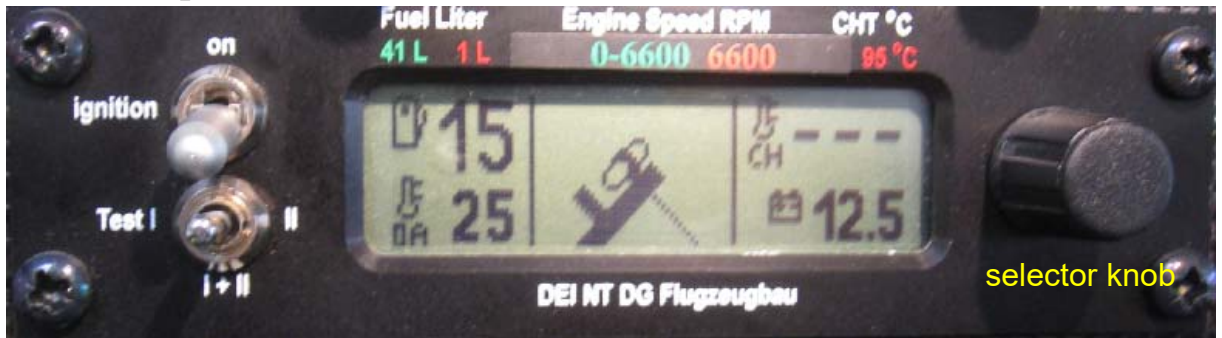 Fuel Liter Engine Speed RPM CHT °C
41 L 1 L 0-6600 6600 95 °C
on
ignition
15 - - -
CH
OA 25 12.5
Test I II
I + II
selector knob
DEI NT DG Flugzeugbau